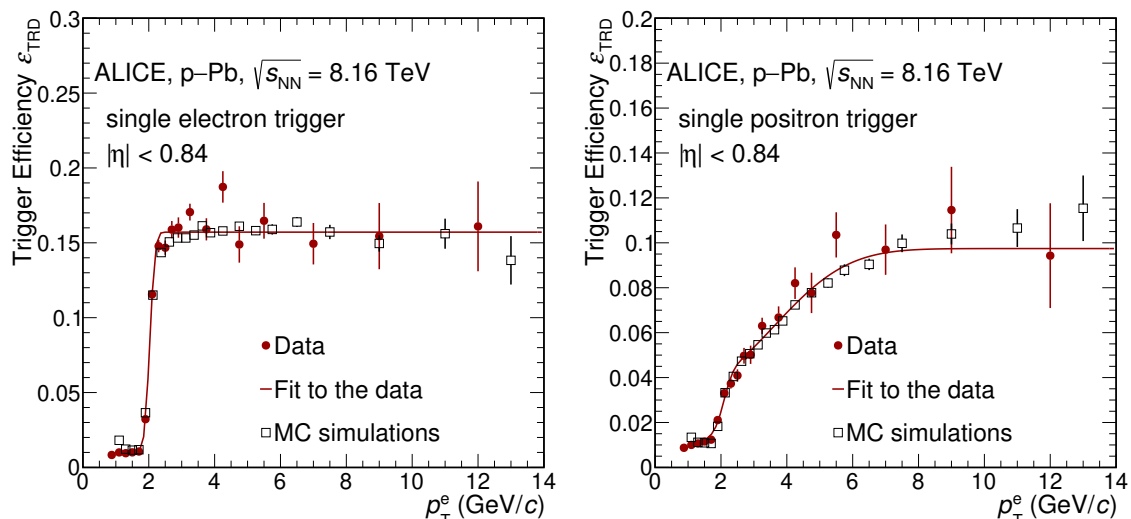 Trigger Efficiency ε_TRD
0.3
0.25
0.2
0.15
0.1
0.05
0
ALICE, p–Pb, √s_NN = 8.16 TeV
single electron trigger
|η| < 0.84
Data
Fit to the data
MC simulations
0 2 4 6 8 10 12 14
p_T^e (GeV/c)
Trigger Efficiency ε_TRD
0.2
0.18
0.16
0.14
0.12
0.1
0.08
0.06
0.04
0.02
0
ALICE, p–Pb, √s_NN = 8.16 TeV
single positron trigger
|η| < 0.84
Data
Fit to the data
MC simulations
0 2 4 6 8 10 12 14
p_T^e (GeV/c)